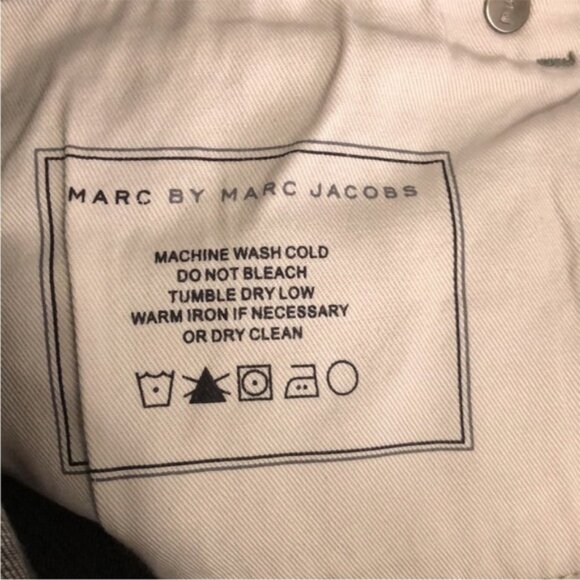 MARC BY MARC JACOBS
MACHINE WASH COLD
DO NOT BLEACH
TUMBLE DRY LOW
WARM IRON IF NECESSARY
OR DRY CLEAN